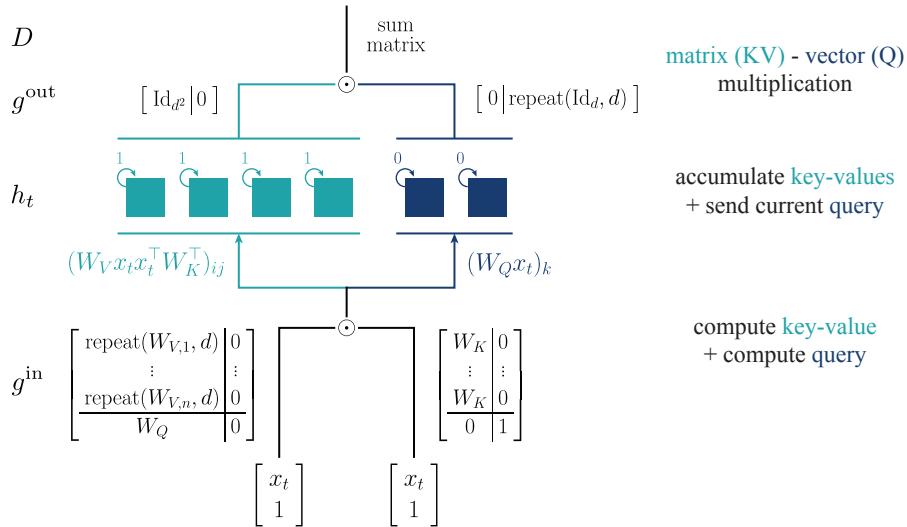 D
sum
matrix
matrix (KV) - vector (Q)
multiplication
g^out
[ Id_{d²} | 0 ]
[ 0 | repeat(Id_d, d) ]
1
1
1
1
0
0
h_t
accumulate key-values
+ send current query
(W_V x_t x_t^⊤ W_K^⊤)_{ij}
(W_Q x_t)_k
g^in
repeat(W_{V,1}, d) | 0
⋮ | ⋮
repeat(W_{V,n}, d) | 0
W_Q | 0
W_K | 0
⋮ | ⋮
W_K | 0
0 | 1
compute key-value
+ compute query
x_t
1
x_t
1